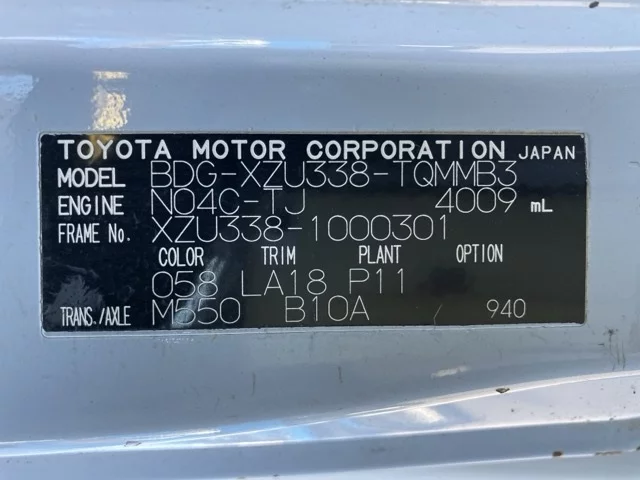 TOYOTA MOTOR CORPORATION JAPAN
MODEL BDG-XZU338-TQMMB3
ENGINE N04C-TJ 4009 mL
FRAME No. XZU338-1000301
COLOR TRIM PLANT OPTION
058 LA18 P11
TRANS./AXLE M550 B10A 940